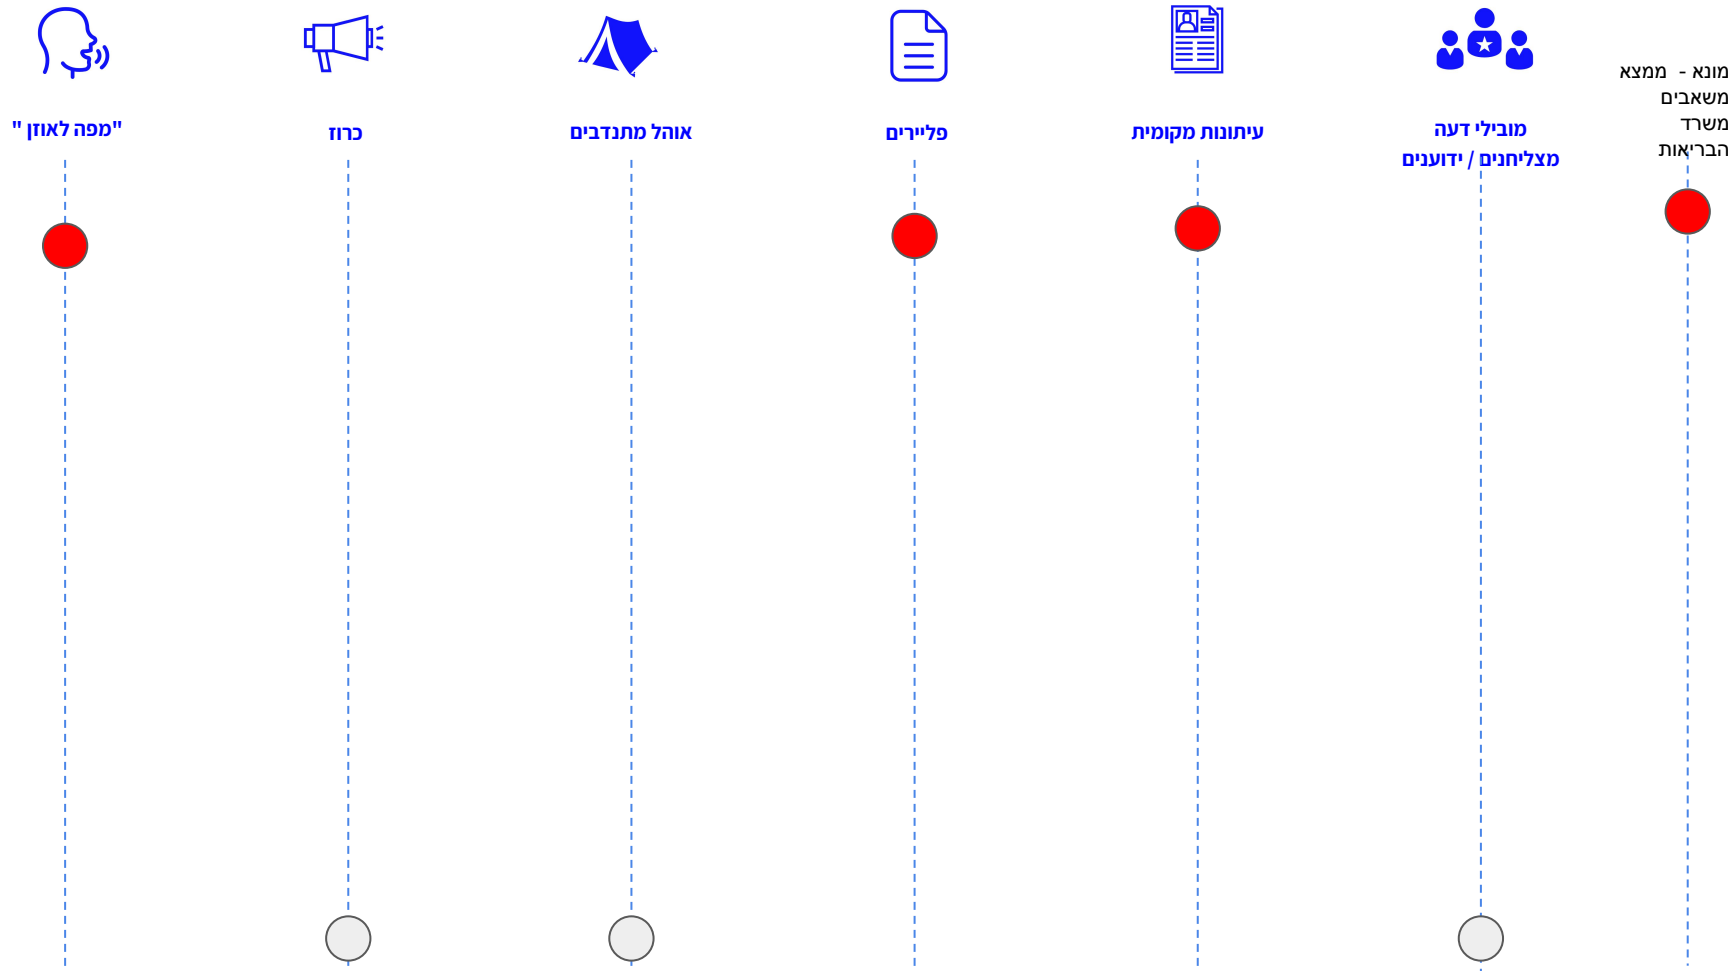 מונא - ממצא
משאבים
משרד
הבריאות
מובילי דעה
מצליחנים / ידוענים
עיתונות מקומית
פליירים
אוהל מתנדבים
כרוז
"מפה לאוזן "